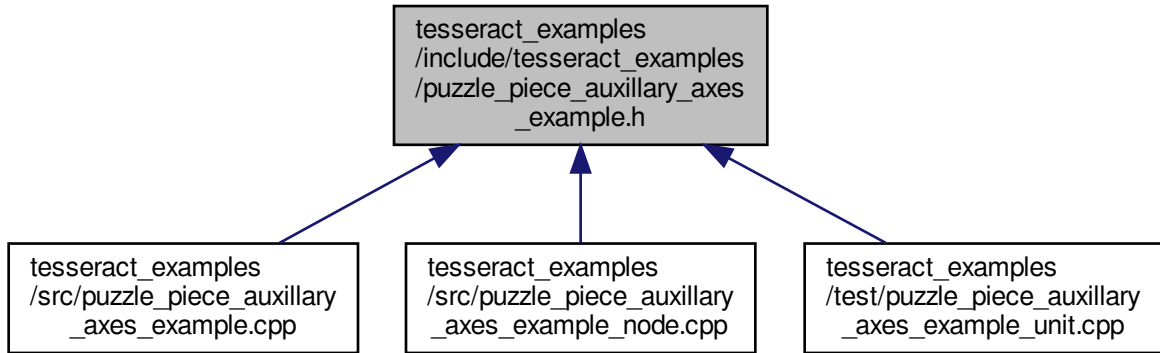 tesseract_examples
/include/tesseract_examples
/puzzle_piece_auxillary_axes
_example.h
tesseract_examples
/src/puzzle_piece_auxillary
_axes_example.cpp
tesseract_examples
/src/puzzle_piece_auxillary
_axes_example_node.cpp
tesseract_examples
/test/puzzle_piece_auxillary
_axes_example_unit.cpp